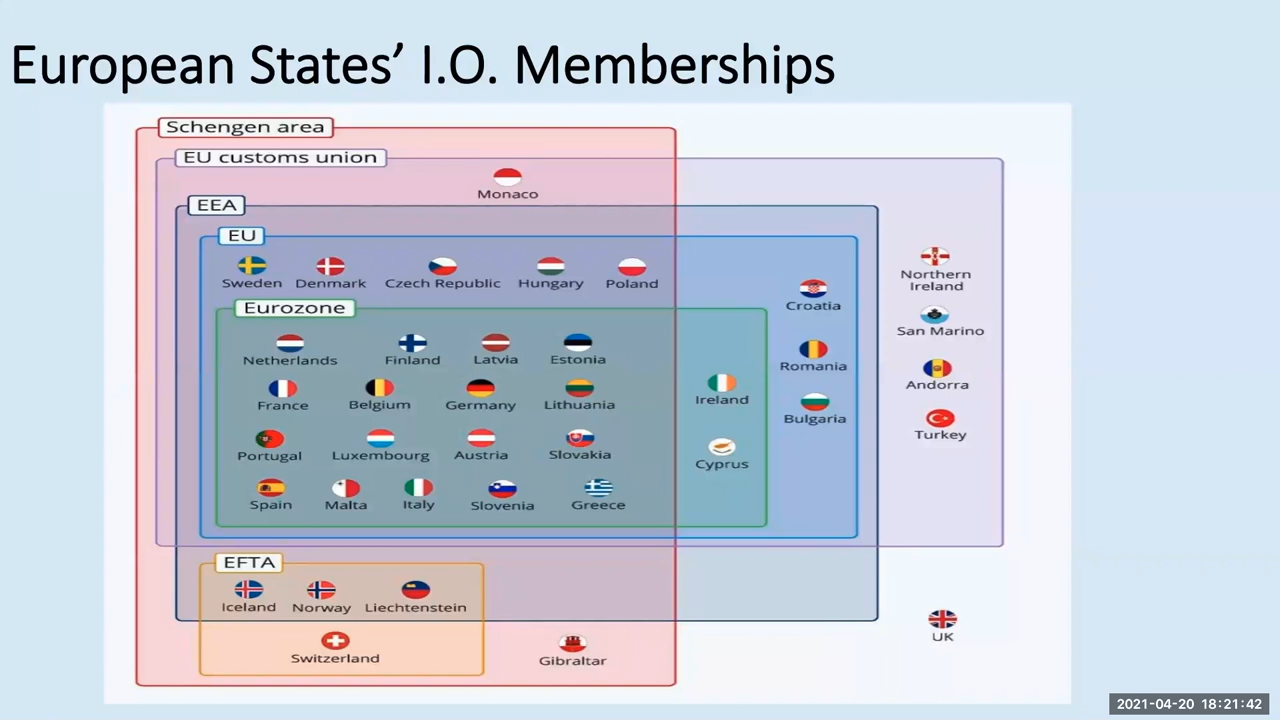 European States’ I.O. Memberships
Schengen area
EU customs union
Monaco
EEA
EU
Sweden Denmark Czech Republic Hungary Poland
Croatia
Northern
Ireland
San Marino
Eurozone
Netherlands Finland Latvia Estonia
Romania
Andorra
France Belgium Germany Lithuania
Ireland
Bulgaria
Turkey
Portugal Luxembourg Austria Slovakia
Cyprus
Spain Malta Italy Slovenia Greece
EFTA
Iceland Norway Liechtenstein
UK
Switzerland
Gibraltar
2021-04-20 18:21:42